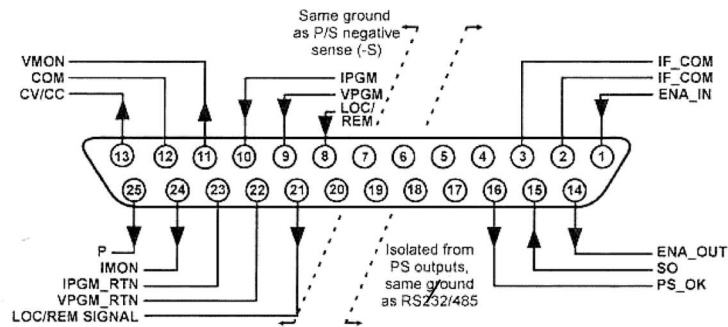 Same ground
as P/S negative
sense (-S)
VMON
COM
CV/CC
IPGM
VPGM
LOC/
REM
IF_COM
IF_COM
ENA_IN
13 12 11 10 9 8 7 6 5 4 3 2 1
25 24 23 22 21 20 19 18 17 16 15 14
P
IMON
IPGM_RTN
VPGM_RTN
LOC/REM SIGNAL
Isolated from
PS outputs,
same ground
as RS232/485
ENA_OUT
SO
PS_OK